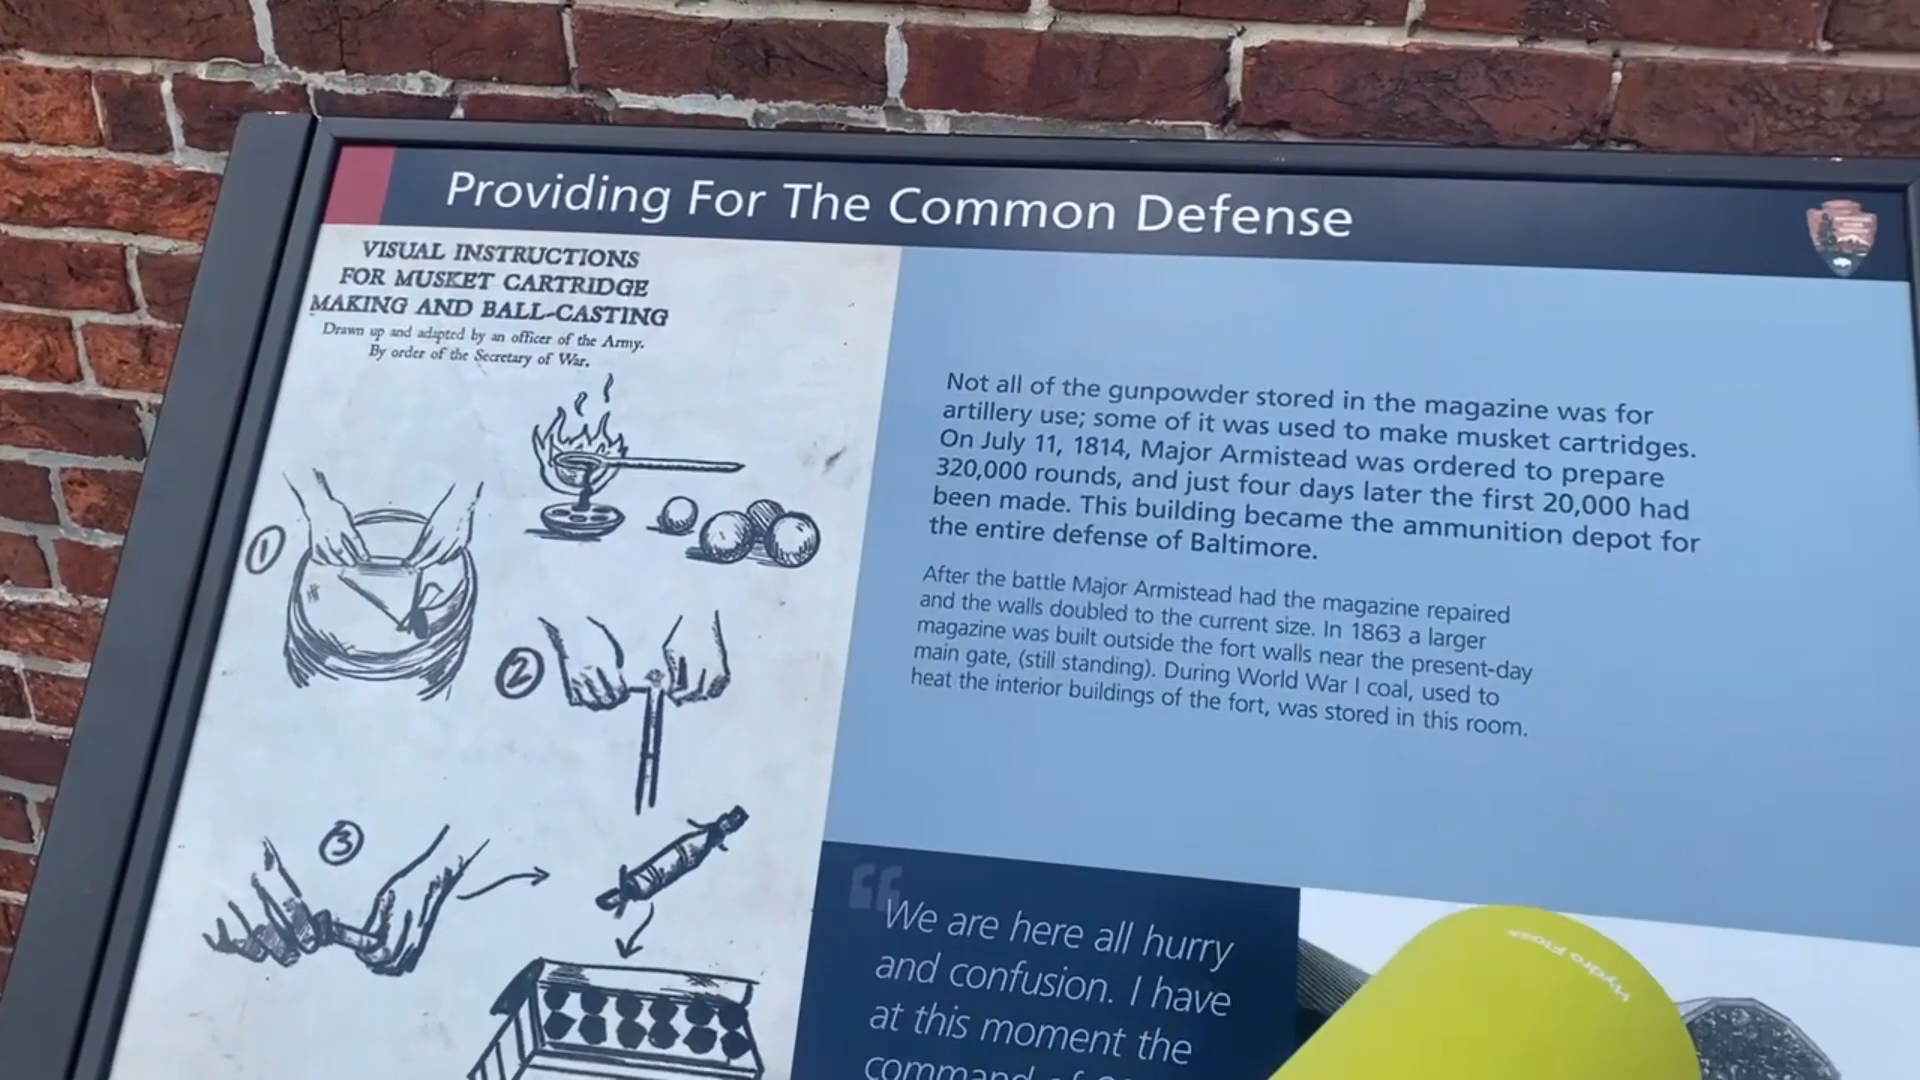 Providing For The Common Defense
VISUAL INSTRUCTIONS
FOR MUSKET CARTRIDGE
MAKING AND BALL-CASTING
Drawn up and adapted by an officer of the Army.
By order of the Secretary of War.
1
2
3
Not all of the gunpowder stored in the magazine was for
artillery use; some of it was used to make musket cartridges.
On July 11, 1814, Major Armistead was ordered to prepare
320,000 rounds, and just four days later the first 20,000 had
been made. This building became the ammunition depot for
the entire defense of Baltimore.
After the battle Major Armistead had the magazine repaired
and the walls doubled to the current size. In 1863 a larger
magazine was built outside the fort walls near the present-day
main gate, (still standing). During World War I coal, used to
heat the interior buildings of the fort, was stored in this room.
“We are here all hurry
and confusion. I have
at this moment the
command of
Hydro Flask